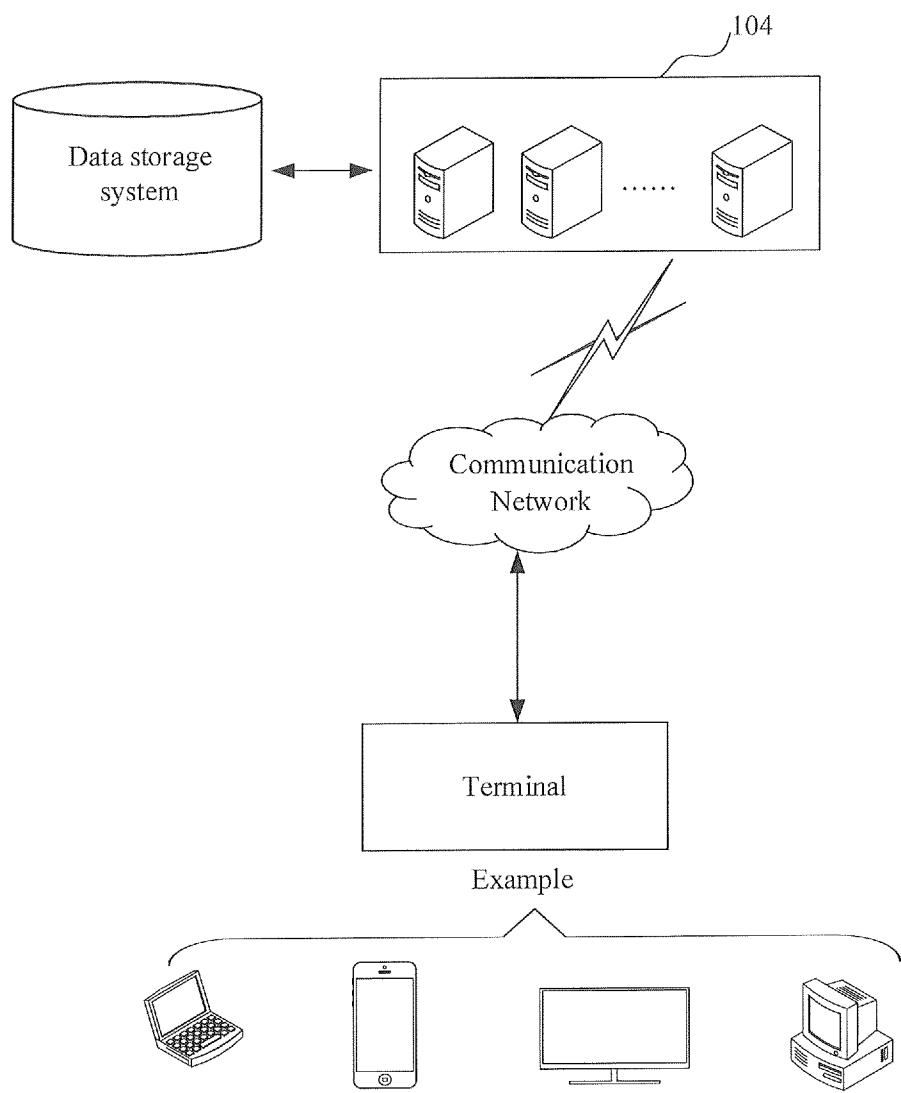 104
Data storage
system
......
Communication
Network
Terminal
Example